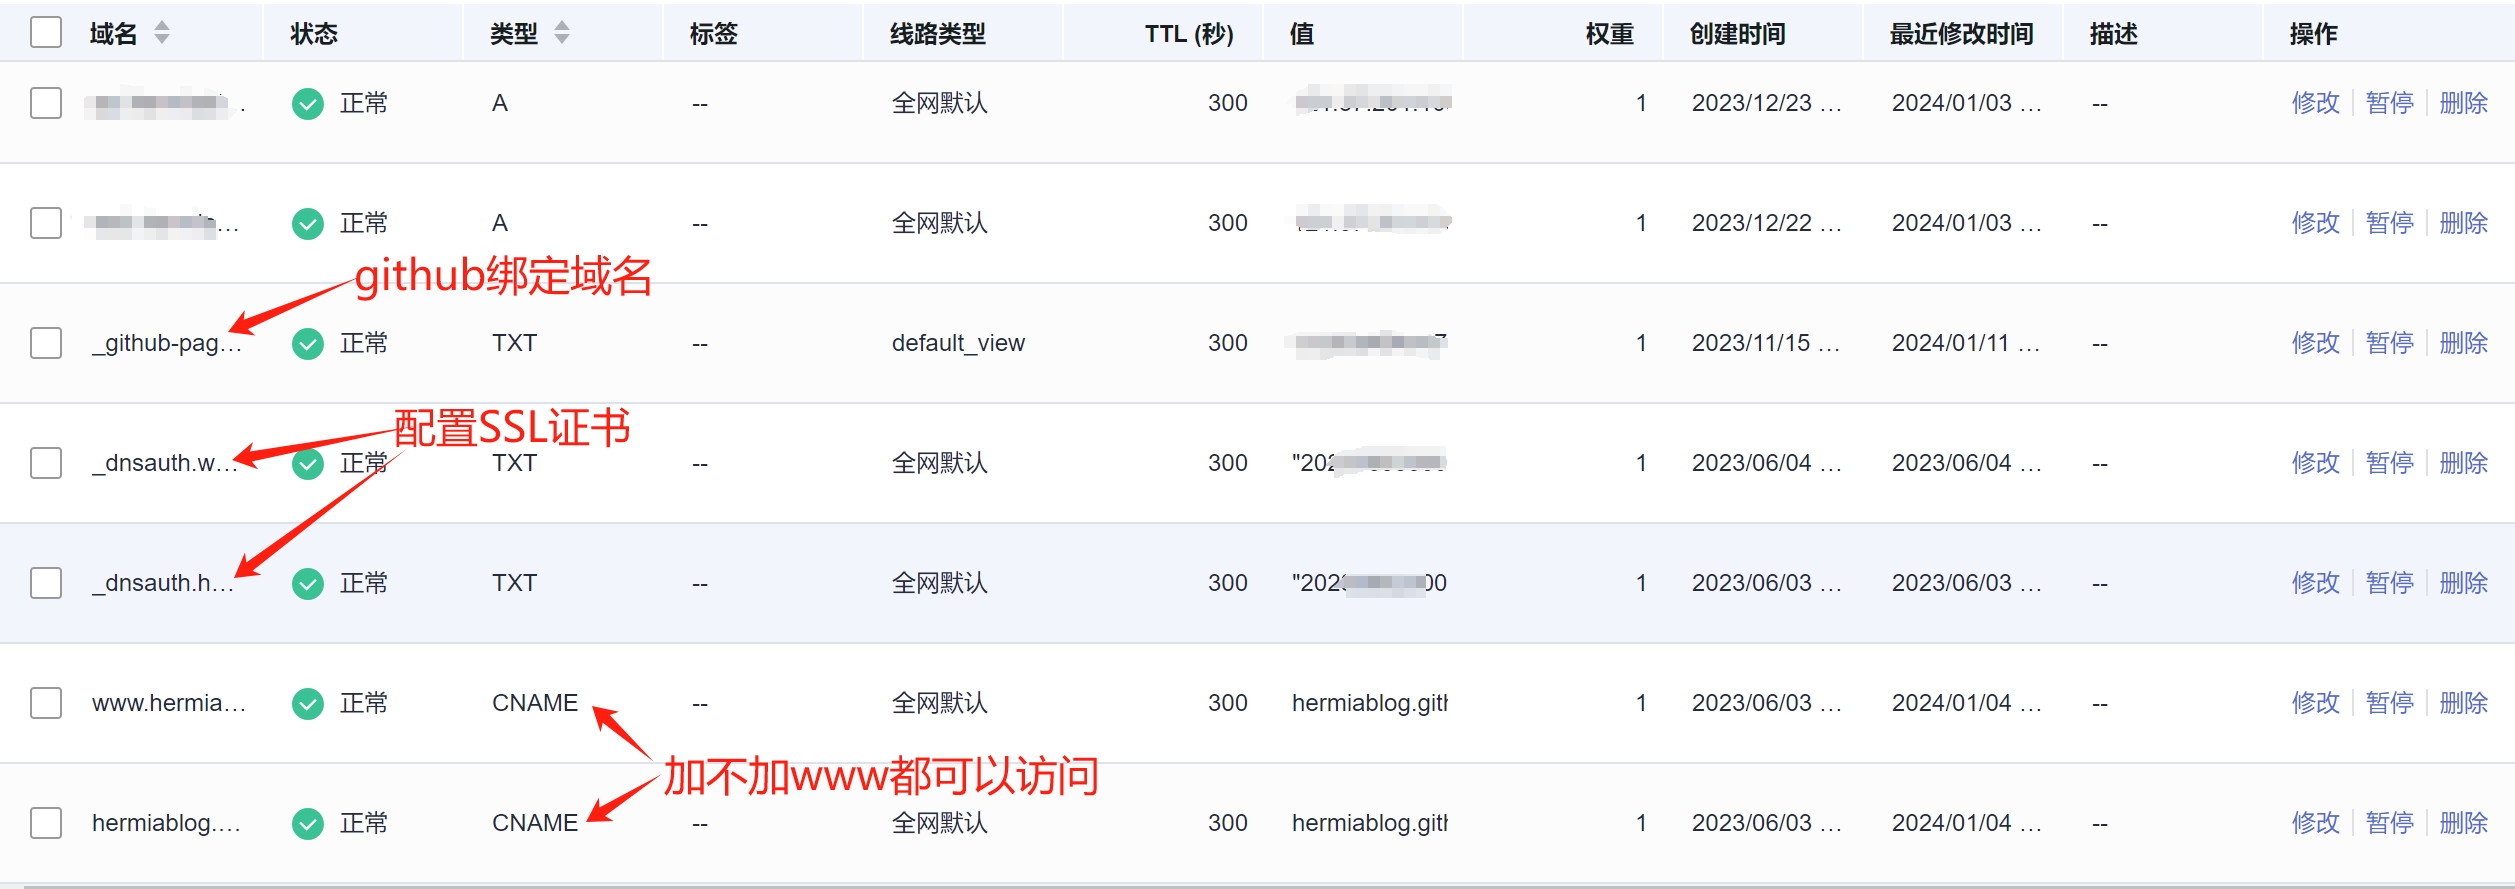 域名 状态 类型 标签 线路类型 TTL (秒) 值 权重 创建时间 最近修改时间 描述 操作
正常 A -- 全网默认 300 1 2023/12/23 ... 2024/01/03 ... -- 修改 暂停 删除
正常 A -- 全网默认 300 1 2023/12/22 ... 2024/01/03 ... -- 修改 暂停 删除
github绑定域名
_github-pag... 正常 TXT -- default_view 300 1 2023/11/15 ... 2024/01/11 ... -- 修改 暂停 删除
配置SSL证书
_dnsauth.w... 正常 TXT -- 全网默认 300 "202 1 2023/06/04 ... 2023/06/04 ... -- 修改 暂停 删除
_dnsauth.h... 正常 TXT -- 全网默认 300 "202 00 1 2023/06/03 ... 2023/06/03 ... -- 修改 暂停 删除
www.hermia... 正常 CNAME -- 全网默认 300 hermiablog.gith 1 2023/06/03 ... 2024/01/04 ... -- 修改 暂停 删除
加不加www都可以访问
hermiablog.... 正常 CNAME -- 全网默认 300 hermiablog.gith 1 2023/06/03 ... 2024/01/04 ... -- 修改 暂停 删除